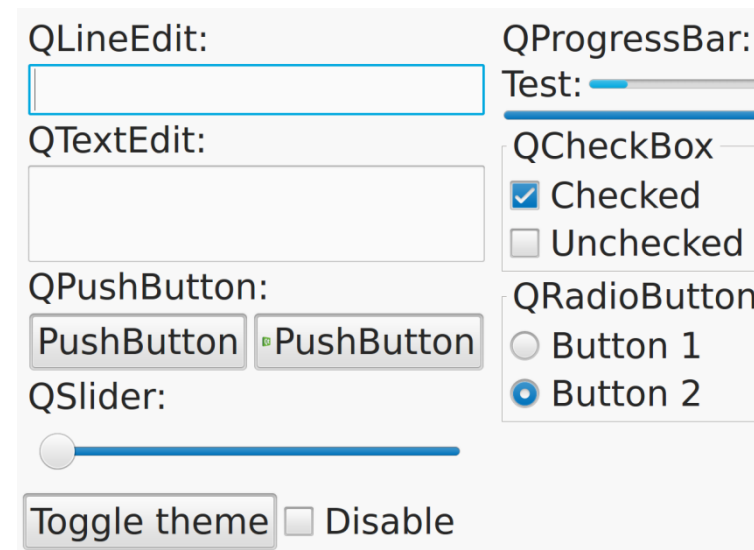 QLineEdit:
QTextEdit:
QPushButton:
PushButton PushButton
QSlider:
Toggle theme Disable
QProgressBar:
Test:
QCheckBox
Checked
Unchecked
QRadioButton
Button 1
Button 2